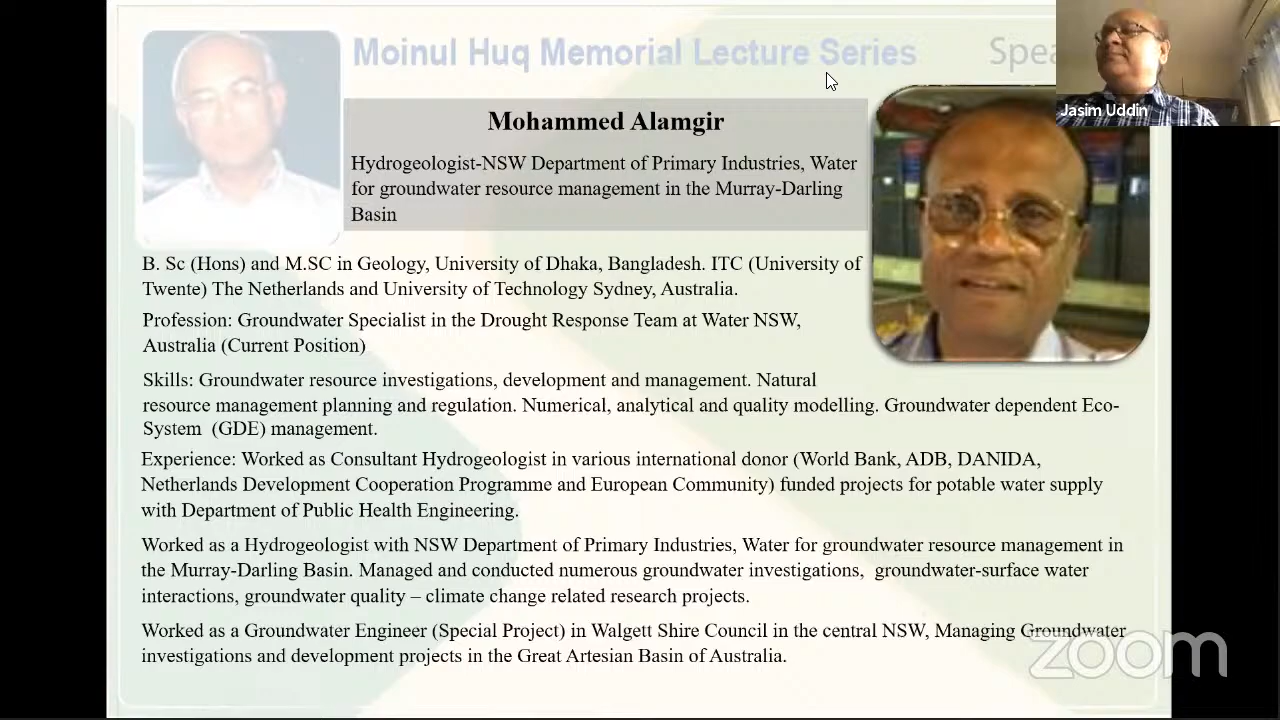 Moinul Huq Memorial Lecture Series
Spea
Jasim Uddin
Mohammed Alamgir
Hydrogeologist-NSW Department of Primary Industries, Water
for groundwater resource management in the Murray-Darling
Basin
B. Sc (Hons) and M.SC in Geology, University of Dhaka, Bangladesh. ITC (University of
Twente) The Netherlands and University of Technology Sydney, Australia.
Profession: Groundwater Specialist in the Drought Response Team at Water NSW,
Australia (Current Position)
Skills: Groundwater resource investigations, development and management. Natural
resource management planning and regulation. Numerical, analytical and quality modelling. Groundwater dependent Eco-
System (GDE) management.
Experience: Worked as Consultant Hydrogeologist in various international donor (World Bank, ADB, DANIDA,
Netherlands Development Cooperation Programme and European Community) funded projects for potable water supply
with Department of Public Health Engineering.
Worked as a Hydrogeologist with NSW Department of Primary Industries, Water for groundwater resource management in
the Murray-Darling Basin. Managed and conducted numerous groundwater investigations, groundwater-surface water
interactions, groundwater quality – climate change related research projects.
Worked as a Groundwater Engineer (Special Project) in Walgett Shire Council in the central NSW, Managing Groundwater
investigations and development projects in the Great Artesian Basin of Australia.
zoom